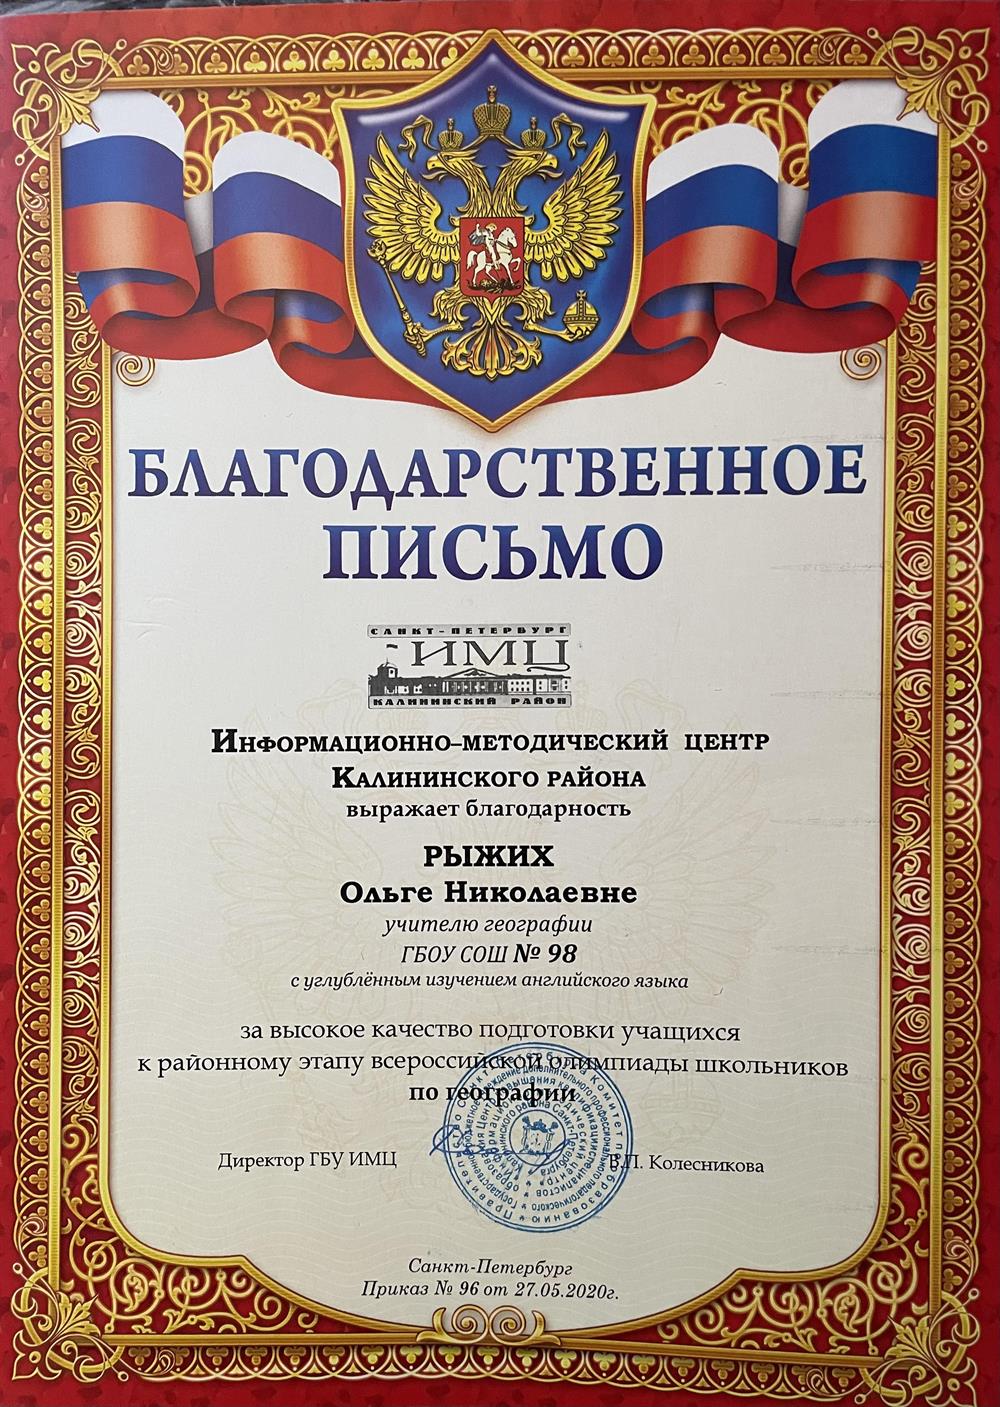 БЛАГОДАРСТВЕННОЕ
ПИСЬМО
САНКТ-ПЕТЕРБУРГ
ИМЦ
КАЛИНИНСКИЙ РАЙОН
ИНФОРМАЦИОННО–МЕТОДИЧЕСКИЙ ЦЕНТР
КАЛИНИНСКОГО РАЙОНА
выражает благодарность
РЫЖИХ
Ольге Николаевне
учителю географии
ГБОУ СОШ № 98
с углублённым изучением английского языка
за высокое качество подготовки учащихся
к районному этапу всероссийской олимпиады школьников
по географии
Директор ГБУ ИМЦ
В.П. Колесникова
Санкт-Петербург
Приказ № 96 от 27.05.2020г.